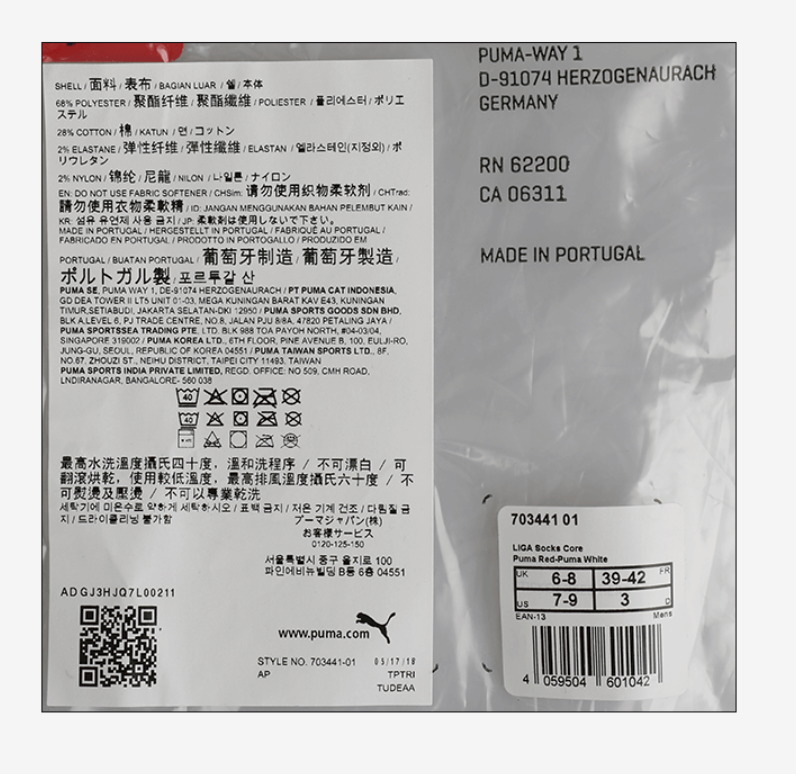 SHELL / 面料 / 表布 / BAGIAN LUAR / 쉘 / 本体
68% POLYESTER / 聚酯纤维 / 聚酯纖維 / POLIESTER / 폴리에스터 / ポリエ
ステル
28% COTTON / 棉 / KATUN / 면 / コットン
2% ELASTANE / 弹性纤维 / 彈性纖維 / ELASTAN / 엘라스테인(지정외) / ポ
リウレタン
2% NYLON / 锦纶 / 尼龍 / NILON / 나일론 / ナイロン
EN: DO NOT USE FABRIC SOFTENER / CHSim: 请勿使用织物柔软剂 / CHTrad:
請勿使用衣物柔軟精 / ID: JANGAN MENGGUNAKAN BAHAN PELEMBUT KAIN /
KR: 섬유 유연제 사용 금지 / JP: 柔軟剤は使用しないで下さい。
MADE IN PORTUGAL / HERGESTELLT IN PORTUGAL / FABRIQUÉ AU PORTUGAL /
FABRICADO EN PORTUGAL / PRODOTTO IN PORTOGALLO / PRODUZIDO EM
PORTUGAL / BUATAN PORTUGAL / 葡萄牙制造 / 葡萄牙製造 /
ポルトガル製 / 포르투갈 산
PUMA SE, PUMA WAY 1, DE-91074 HERZOGENAURACH / PT PUMA CAT INDONESIA,
GD DEA TOWER II LT5 UNIT 01-03, MEGA KUNINGAN BARAT KAV E43, KUNINGAN
TIMUR,SETIABUDI, JAKARTA SELATAN-DKI 12950 / PUMA SPORTS GOODS SDN BHD,
BLK A,LEVEL 6, PJ TRADE CENTRE, NO.8, JALAN PJU 8/8A, 47820 PETALING JAYA /
PUMA SPORTSSEA TRADING PTE, LTD. BLK 988 TOA PAYOH NORTH, #04-03/04,
SINGAPORE 319002 / PUMA KOREA LTD., 6TH FLOOR, PINE AVENUE B, 100, EULJI-RO,
JUNG-GU, SEOUL, REPUBLIC OF KOREA 04551 / PUMA TAIWAN SPORTS LTD., 8F,
NO.67, ZHOUZI ST., NEIHU DISTRICT, TAIPEI CITY 11493, TAIWAN
PUMA SPORTS INDIA PRIVATE LIMITED, REGD. OFFICE: NO 509, CMH ROAD,
LNDIRANAGAR, BANGALORE- 560 038
40
40
最高水洗溫度攝氏四十度，溫和洗程序 / 不可漂白 / 可
翻滾烘乾，使用較低溫度，最高排風溫度攝氏六十度 / 不
可熨燙及壓燙 / 不可以專業乾洗
세탁기에 미온수로 약하게 세탁하시오 / 표백 금지 / 저온 기계 건조 / 다림질 금
지 / 드라이클리닝 불가함
プーマジャパン(株)
お客様サービス
0120-125-150
서울특별시 중구 을지로 100
파인에비뉴빌딩 B동 6층 04551
ADGJ3HJQ7L00211
www.puma.com
STYLE NO. 703441-01 05/17/18
AP TPTRI
TUDEAA
PUMA-WAY 1
D-91074 HERZOGENAURACH
GERMANY
RN 62200
CA 06311
MADE IN PORTUGAL
703441 01
LIGA Socks Core
Puma Red-Puma White
UK 6-8 39-42 FR
US 7-9 3 D
EAN-13 Mens
4 059504 601042